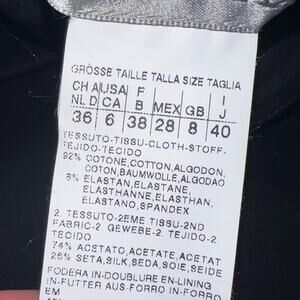 GRÖSSE TAILLE TALLA SIZE TAGLIA
CH A USA F I
NL D CA B MEX GB J
36 6 38 28 8 40
TESSUTO-TISSU-CLOTH-STOFF-
TEJIDO-TECIDO
92% COTONE,COTTON,ALGODON,
COTON,BAUMWOLLE,ALGODAO
8% ELASTAN,ELASTANE,
ELASTHANNE,ELASTHAN,
ELASTANO,SPANDEX
2. TESSUTO-2EME TISSU-2ND
FABRIC-2 GEWEBE-2. TEJIDO-2.
TECIDO
74% ACETATO,ACETATE,ACETAT
26% SETA,SILK,SEDA,SOIE,SEIDE
FODERA IN-DOUBLURE EN-LINING
IN-FUTTER AUS-FORRO IN-FORRO
EM